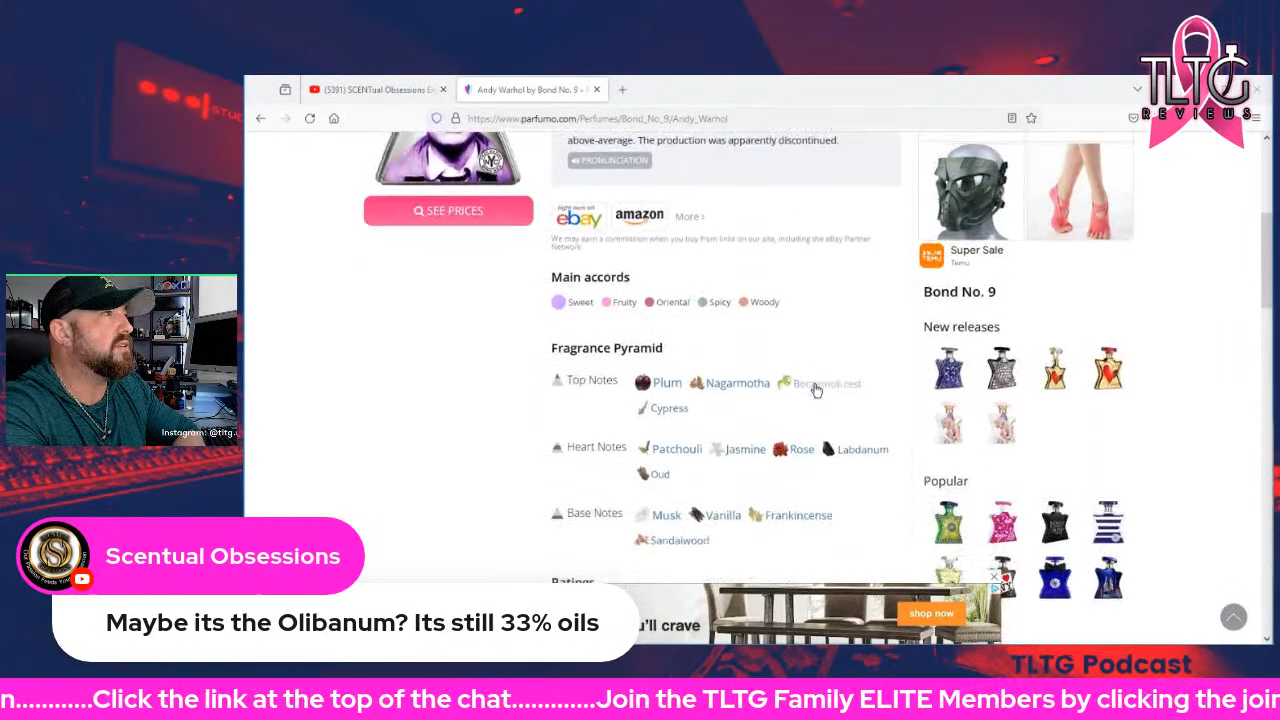 STUD
TLTG
REVIEWS
(5391) SCENTual Obsessions E
Andy Warhol by Bond No. 9 »
https://www.parfumo.com/Perfumes/Bond_No_9/Andy_Warhol
above-average. The production was apparently discontinued.
PRONUNCIATION
SEE PRICES
ebay
amazon
More ›
We may earn a commission when you buy from links on our site, including the eBay Partner
Network.
Super Sale
Temu
Main accords
Bond No. 9
Sweet Fruity Oriental Spicy Woody
New releases
Fragrance Pyramid
Top Notes Plum Nagarmotha
Cypress
Heart Notes Patchouli Jasmine Rose Labdanum
Oud
Popular
Base Notes Musk Vanilla Frankincense
Sandalwood
Ratings
Instagram: @tltg.
Scentual Obsessions
Maybe its the Olibanum? Its still 33% oils
u'll crave
shop now
TLTG Podcast
n............Click the link at the top of the chat.............Join the TLTG Family ELITE Members by clicking the joi